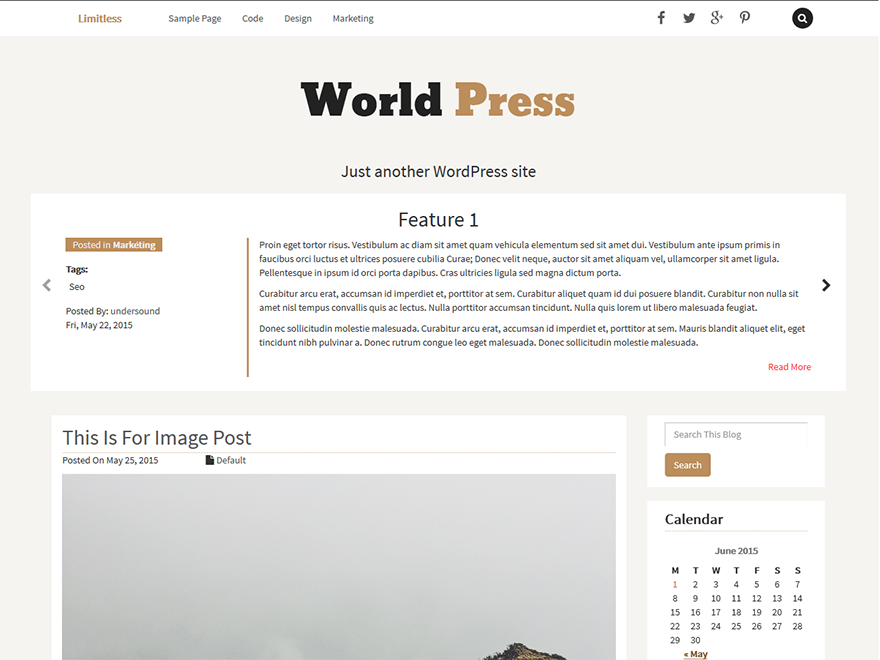 Limitless
Sample Page
Code
Design
Marketing
World Press
Just another WordPress site
Feature 1
Posted in Marketing
Tags:
Seo
Posted By: undersound
Fri, May 22, 2015
Proin eget tortor risus. Vestibulum ac diam sit amet quam vehicula elementum sed sit amet dui. Vestibulum ante ipsum primis in
faucibus orci luctus et ultrices posuere cubilia Curae; Donec velit neque, auctor sit amet aliquam vel, ullamcorper sit amet ligula.
Pellentesque in ipsum id orci porta dapibus. Cras ultricies ligula sed magna dictum porta.
Curabitur arcu erat, accumsan id imperdiet et, porttitor at sem. Curabitur aliquet quam id dui posuere blandit. Curabitur non nulla sit
amet nisl tempus convallis quis ac lectus. Nulla porttitor accumsan tincidunt. Nulla quis lorem ut libero malesuada feugiat.
Donec sollicitudin molestie malesuada. Curabitur arcu erat, accumsan id imperdiet et, porttitor at sem. Mauris blandit aliquet elit, eget
tincidunt nibh pulvinar a. Donec rutrum congue leo eget malesuada. Donec sollicitudin molestie malesuada.
Read More
This Is For Image Post
Posted On May 25, 2015
Default
Search This Blog
Search
Calendar
June 2015
M T W T F S S
1 2 3 4 5 6 7
8 9 10 11 12 13 14
15 16 17 18 19 20 21
22 23 24 25 26 27 28
29 30
« May